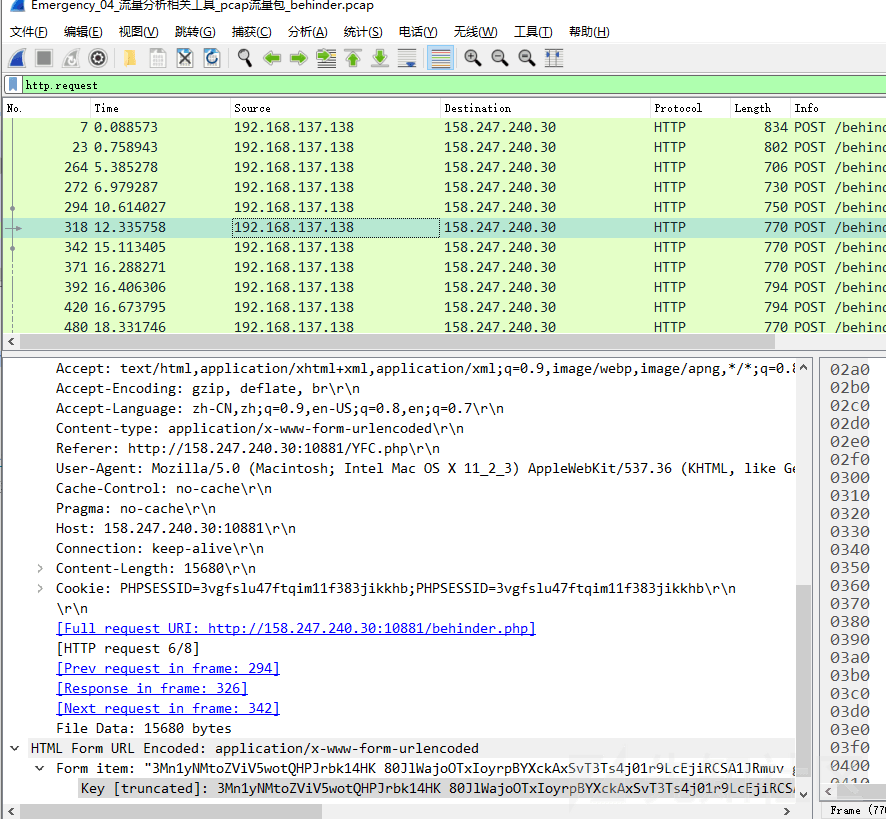 Emergency_04_流量分析相关工具_pcap流量包_behinder.pcap
文件(F) 编辑(E) 视图(V) 跳转(G) 捕获(C) 分析(A) 统计(S) 电话(Y) 无线(W) 工具(T) 帮助(H)
http.request
No. Time Source Destination Protocol Length Info
7 0.088573 192.168.137.138 158.247.240.30 HTTP 834 POST /behind
23 0.758943 192.168.137.138 158.247.240.30 HTTP 802 POST /behind
264 5.385278 192.168.137.138 158.247.240.30 HTTP 706 POST /behind
272 6.979287 192.168.137.138 158.247.240.30 HTTP 730 POST /behind
294 10.614027 192.168.137.138 158.247.240.30 HTTP 750 POST /behind
318 12.335758 192.168.137.138 158.247.240.30 HTTP 770 POST /behind
342 15.113405 192.168.137.138 158.247.240.30 HTTP 770 POST /behind
371 16.288271 192.168.137.138 158.247.240.30 HTTP 770 POST /behind
392 16.406306 192.168.137.138 158.247.240.30 HTTP 794 POST /behind
420 16.673795 192.168.137.138 158.247.240.30 HTTP 794 POST /behind
480 18.331746 192.168.137.138 158.247.240.30 HTTP 770 POST /behind
Accept: text/html,application/xhtml+xml,application/xml;q=0.9,image/webp,image/apng,*/*;q=0.8
Accept-Encoding: gzip, deflate, br\r\n
Accept-Language: zh-CN,zh;q=0.9,en-US;q=0.8,en;q=0.7\r\n
Content-type: application/x-www-form-urlencoded\r\n
Referer: http://158.247.240.30:10881/YFC.php\r\n
User-Agent: Mozilla/5.0 (Macintosh; Intel Mac OS X 11_2_3) AppleWebKit/537.36 (KHTML, like Ge
Cache-Control: no-cache\r\n
Pragma: no-cache\r\n
Host: 158.247.240.30:10881\r\n
Connection: keep-alive\r\n
Content-Length: 15680\r\n
Cookie: PHPSESSID=3vgfslu47ftqim11f383jikkhb;PHPSESSID=3vgfslu47ftqim11f383jikkhb\r\n
\r\n
[Full request URI: http://158.247.240.30:10881/behinder.php]
[HTTP request 6/8]
[Prev request in frame: 294]
[Response in frame: 326]
[Next request in frame: 342]
File Data: 15680 bytes
HTML Form URL Encoded: application/x-www-form-urlencoded
Form item: "3Mn1yNMtoZViV5wotQHPJrbk14HK 80JlWajoOTxIoyrpBYXckAxSvT3Ts4j01r9LcEjiRCSA1JRmuv
Key [truncated]: 3Mn1yNMtoZViV5wotQHPJrbk14HK 80JlWajoOTxIoyrpBYXckAxSvT3Ts4j01r9LcEjiRCSA
02a0
02b0
02c0
02d0
02e0
02f0
0300
0310
0320
0330
0340
0350
0360
0370
0380
0390
03a0
03b0
03c0
03d0
03e0
03f0
0400
0410
Frame (77